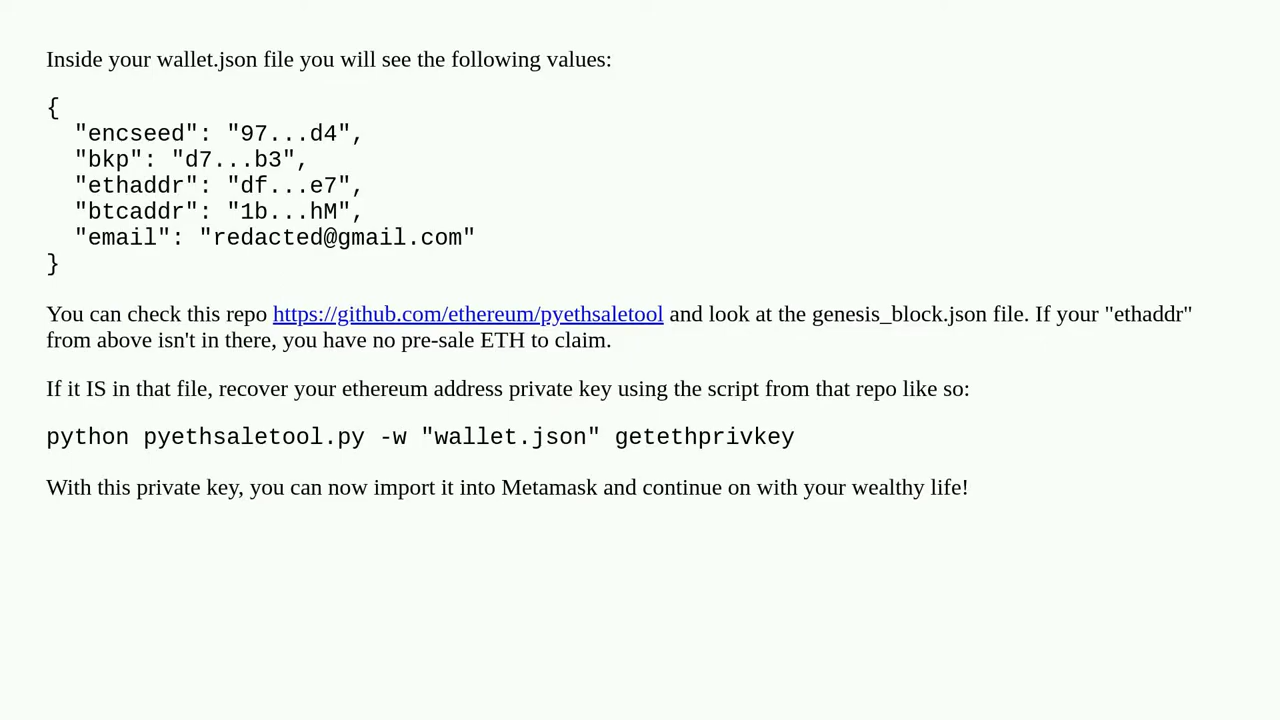 Inside your wallet.json file you will see the following values:
{
  "encseed": "97...d4",
  "bkp": "d7...b3",
  "ethaddr": "df...e7",
  "btcaddr": "1b...hM",
  "email": "redacted@gmail.com"
}
You can check this repo https://github.com/ethereum/pyethsaletool and look at the genesis_block.json file. If your "ethaddr"
from above isn't in there, you have no pre-sale ETH to claim.
If it IS in that file, recover your ethereum address private key using the script from that repo like so:
python pyethsaletool.py -w "wallet.json" getethprivkey
With this private key, you can now import it into Metamask and continue on with your wealthy life!